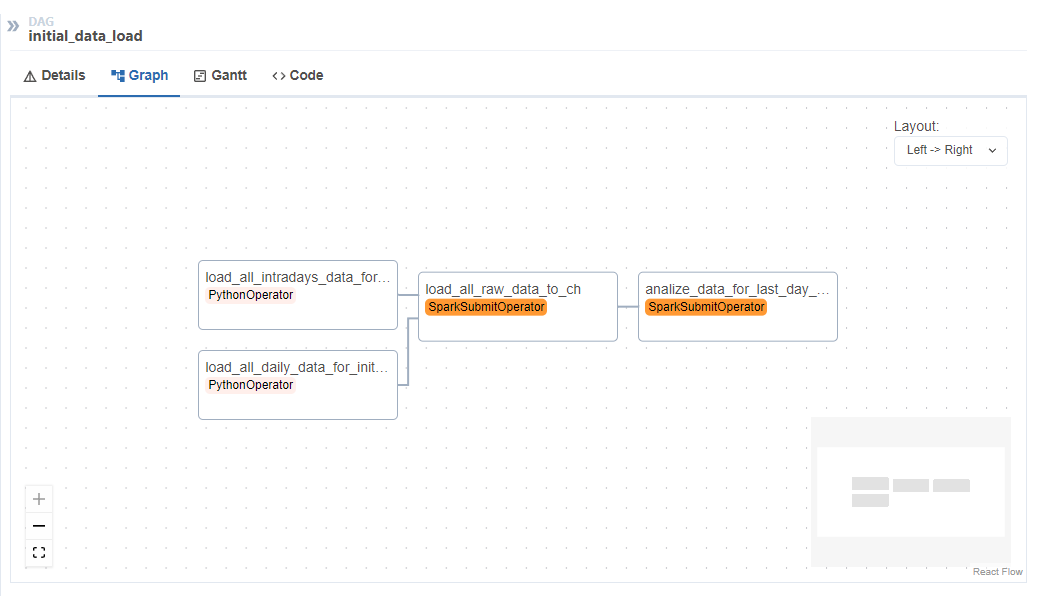 DAG
initial_data_load
Details Graph Gantt Code
Layout:
Left -> Right
load_all_intradays_data_for...
PythonOperator
load_all_raw_data_to_ch
SparkSubmitOperator
analize_data_for_last_day_...
SparkSubmitOperator
load_all_daily_data_for_init...
PythonOperator
React Flow